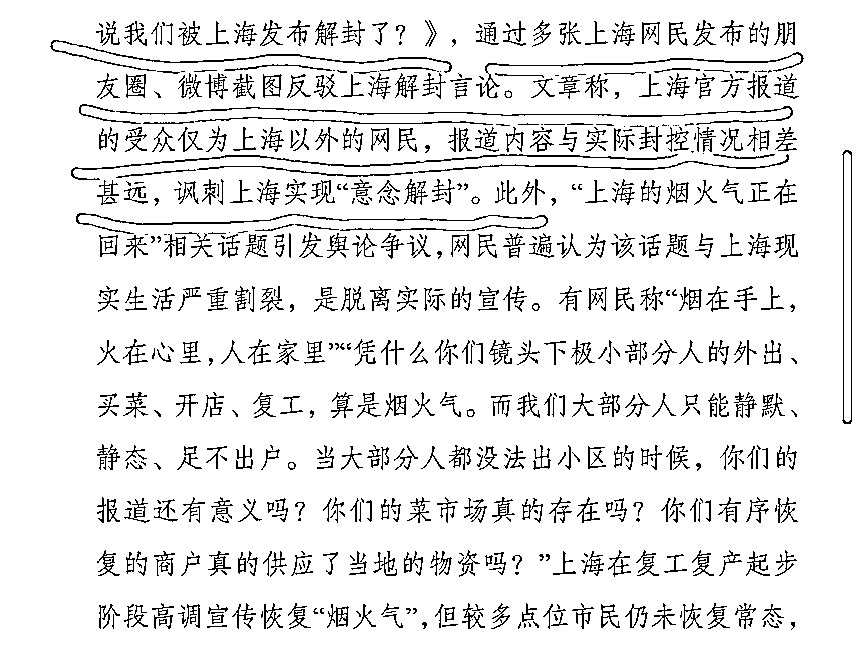 说我们被上海发布解封了？》，通过多张上海网民发布的朋
友圈、微博截图反驳上海解封言论。文章称，上海官方报道
的受众仅为上海以外的网民，报道内容与实际封控情况相差
甚远，讽刺上海实现“意念解封”。此外，“上海的烟火气正在
回来”相关话题引发舆论争议，网民普遍认为该话题与上海现
实生活严重割裂，是脱离实际的宣传。有网民称“烟在手上，
火在心里，人在家里”“凭什么你们镜头下极小部分人的外出、
买菜、开店、复工，算是烟火气。而我们大部分人只能静默、
静态、足不出户。当大部分人都没法出小区的时候，你们的
报道还有意义吗？你们的菜市场真的存在吗？你们有序恢
复的商户真的供应了当地的物资吗？”上海在复工复产起步
阶段高调宣传恢复“烟火气”，但较多点位市民仍未恢复常态，